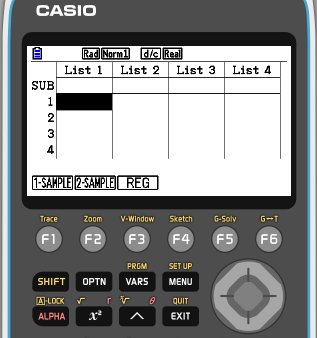 CASIO
Rad Norm1 d/c Real
List 1 List 2 List 3 List 4
SUB
1
2
3
4
1-SAMPLE 2-SAMPLE REG
Trace Zoom V-Window Sketch G-Solv G↔T
F1 F2 F3 F4 F5 F6
PRGM SET UP
SHIFT OPTN VARS MENU
A-LOCK √ r ∛ θ QUIT
ALPHA x² ^ EXIT